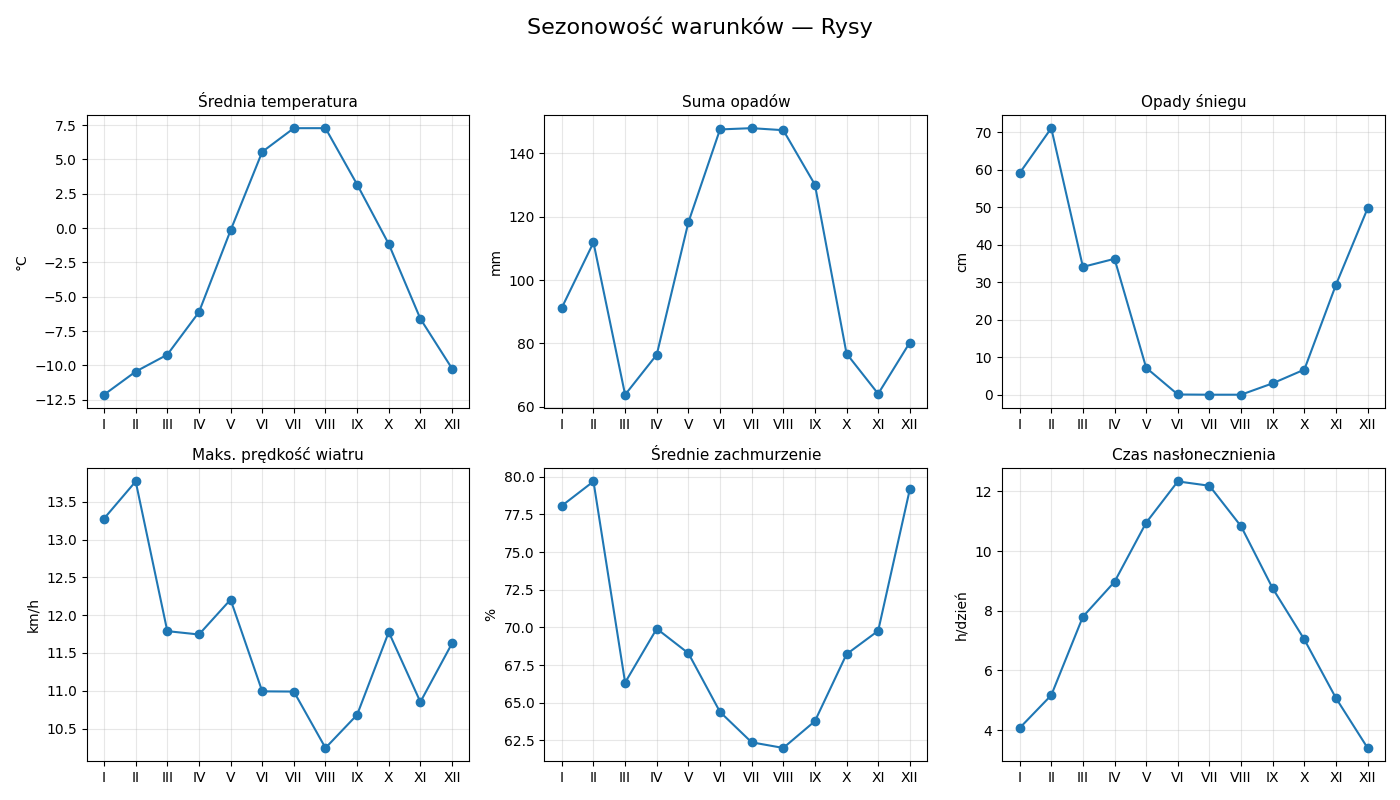 Sezonowość warunków — Rysy
Średnia temperatura
°C
7.5
5.0
2.5
0.0
−2.5
−5.0
−7.5
−10.0
−12.5
I II III IV V VI VII VIII IX X XI XII
Suma opadów
mm
140
120
100
80
60
I II III IV V VI VII VIII IX X XI XII
Opady śniegu
cm
70
60
50
40
30
20
10
0
I II III IV V VI VII VIII IX X XI XII
Maks. prędkość wiatru
km/h
13.5
13.0
12.5
12.0
11.5
11.0
10.5
I II III IV V VI VII VIII IX X XI XII
Średnie zachmurzenie
%
80.0
77.5
75.0
72.5
70.0
67.5
65.0
62.5
I II III IV V VI VII VIII IX X XI XII
Czas nasłonecznienia
h/dzień
12
10
8
6
4
I II III IV V VI VII VIII IX X XI XII